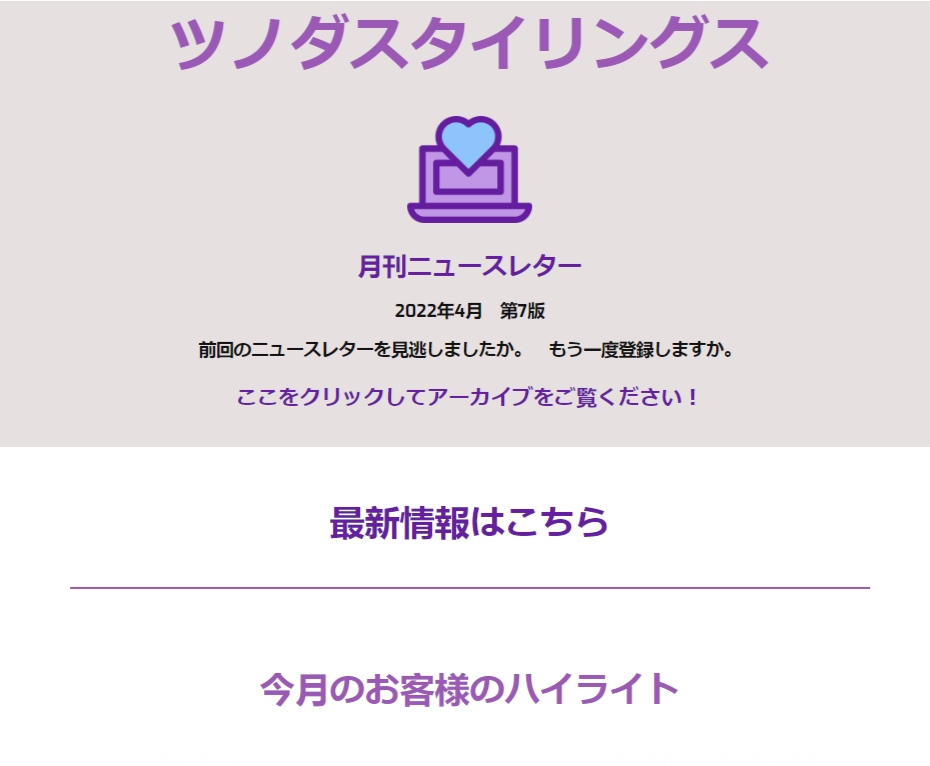 ツノダスタイリングス
月刊ニュースレター
2022年4月　第7版
前回のニュースレターを見逃しましたか。　もう一度登録しますか。
ここをクリックしてアーカイブをご覧ください！
最新情報はこちら
今月のお客様のハイライト